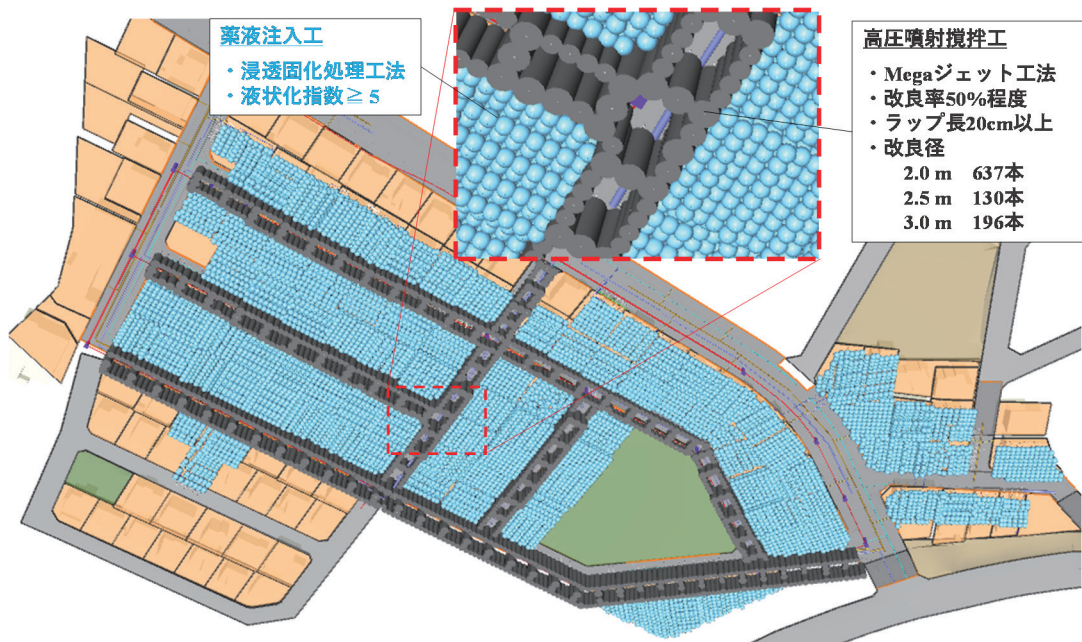 薬液注入工
・浸透固化処理工法
・液状化指数≧5
高圧噴射撹拌工
・Megaジェット工法
・改良率50%程度
・ラップ長20cm以上
・改良径
2.0 m 637本
2.5 m 130本
3.0 m 196本